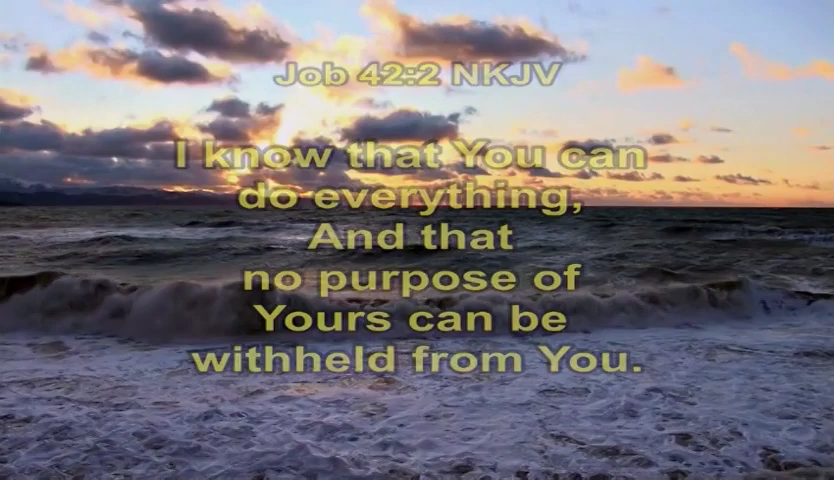 Job 42:2 NKJV
I know that You can
do everything,
And that
no purpose of
Yours can be
withheld from You.